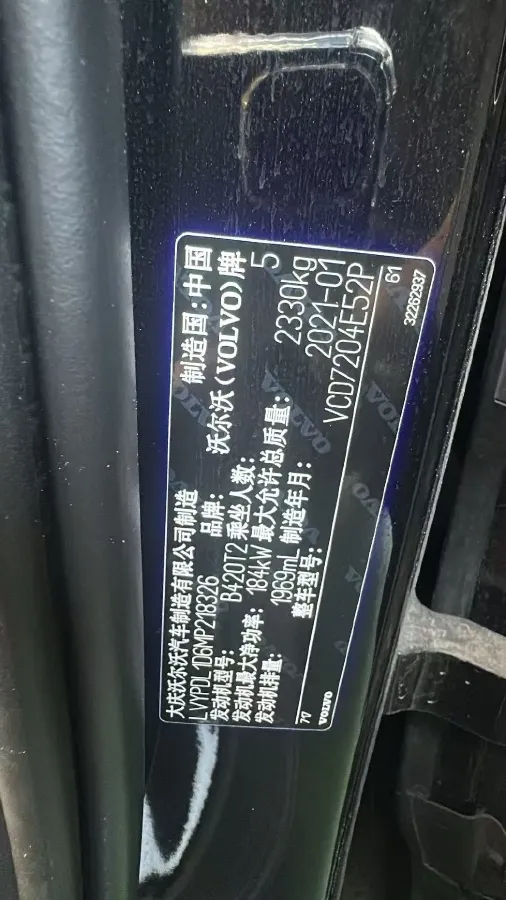 大庆沃尔沃汽车制造有限公司制造 制造国:中国
LVYPDL1D6MP218326 品牌: 沃尔沃(VOLVO)牌
发动机型号: B420T2 乘坐人数: 5
发动机最大净功率: 184kW 最大允许总质量: 2330kg
发动机排量: 1969mL 制造年月: 2021-01
整车型号: VCD7204E52P
70 G1
VOLVO 32262937